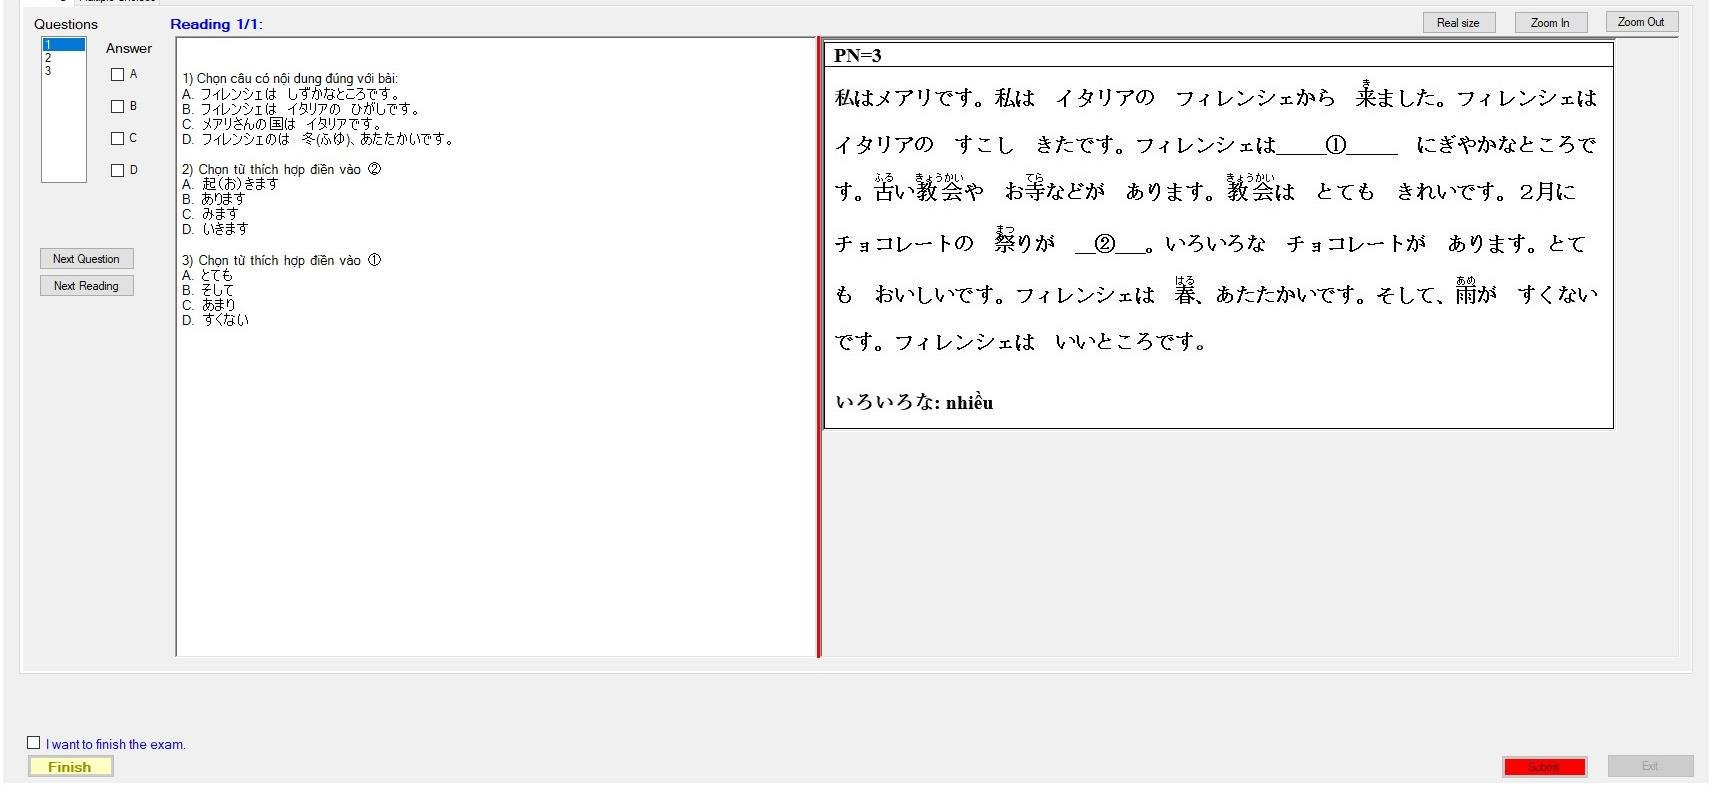 Questions
Reading 1/1:
Real size
Zoom In
Zoom Out
1
2
3
Answer
A
B
C
D
Next Question
Next Reading
1) Chọn câu có nội dung đúng với bài:
A. フィレンシェは しずかなところです。
B. フィレンシェは イタリアの ひがしです。
C. メアリさんの国は イタリアです。
D. フィレンシェのは 冬(ふゆ)、あたたかいです。
2) Chọn từ thích hợp điền vào ②
A. 起(お)きます
B. あります
C. みます
D. いきます
3) Chọn từ thích hợp điền vào ①
A. とても
B. そして
C. あまり
D. すくない
PN=3
き
私はメアリです。私は イタリアの フィレンシェから 来ました。フィレンシェは
イタリアの すこし きたです。フィレンシェは_____①_____ にぎやかなところで
ふる きょうかい てら きょうかい
す。古い教会や お寺などが あります。教会は とても きれいです。2月に
まつ
チョコレートの 祭りが __②___。いろいろな チョコレートが あります。とて
はる あめ
も おいしいです。フィレンシェは 春、あたたかいです。そして、雨が すくない
です。フィレンシェは いいところです。
いろいろな: nhiều
I want to finish the exam.
Finish
Submit
Exit